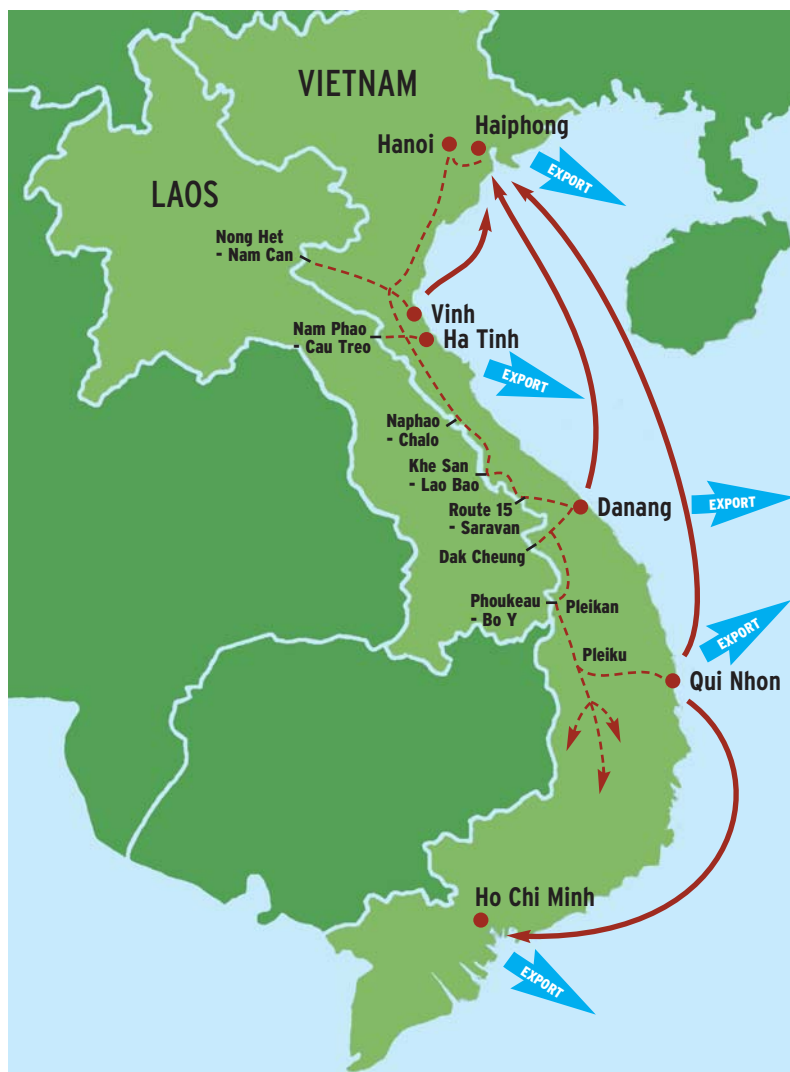 VIETNAM
Haiphong
Hanoi
EXPORT
LAOS
Nong Het
- Nam Can
Vinh
Nam Phao
- Cau Treo
Ha Tinh
EXPORT
Naphao
- Chalo
Khe San
- Lao Bao
Route 15
- Saravan
Danang
EXPORT
Dak Cheung
Phoukeau
- Bo Y
Pleikan
EXPORT
Pleiku
Qui Nhon
Ho Chi Minh
EXPORT